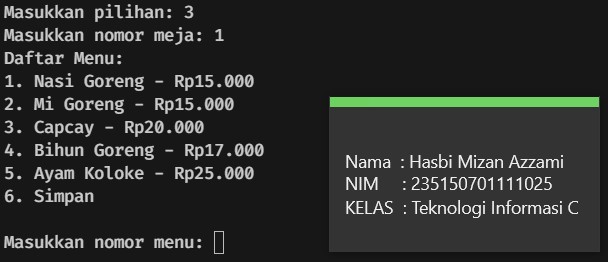 Masukkan pilihan: 3
Masukkan nomor meja: 1
Daftar Menu:
1. Nasi Goreng - Rp15.000
2. Mi Goreng - Rp15.000
3. Capcay - Rp20.000
4. Bihun Goreng - Rp17.000
5. Ayam Koloke - Rp25.000
6. Simpan
Masukkan nomor menu:
Nama : Hasbi Mizan Azzami
NIM : 235150701111025
KELAS : Teknologi Informasi C